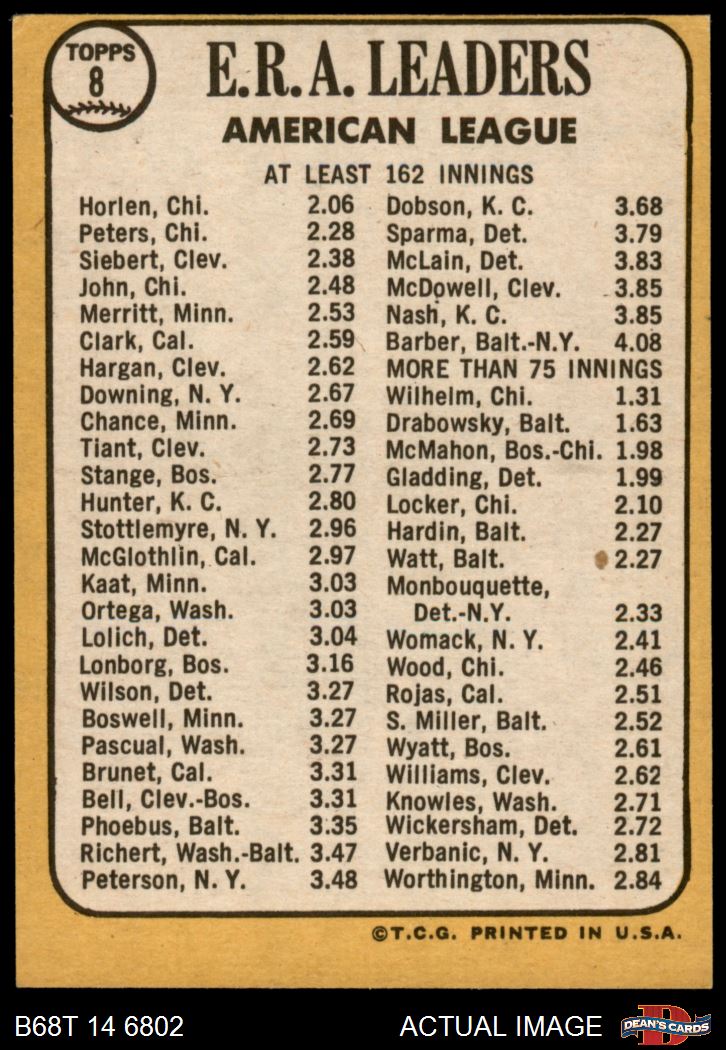 TOPPS
8
E.R.A. LEADERS
AMERICAN LEAGUE
AT LEAST 162 INNINGS
Horlen, Chi. 2.06
Peters, Chi. 2.28
Siebert, Clev. 2.38
John, Chi. 2.48
Merritt, Minn. 2.53
Clark, Cal. 2.59
Hargan, Clev. 2.62
Downing, N. Y. 2.67
Chance, Minn. 2.69
Tiant, Clev. 2.73
Stange, Bos. 2.77
Hunter, K. C. 2.80
Stottlemyre, N. Y. 2.96
McGlothlin, Cal. 2.97
Kaat, Minn. 3.03
Ortega, Wash. 3.03
Lolich, Det. 3.04
Lonborg, Bos. 3.16
Wilson, Det. 3.27
Boswell, Minn. 3.27
Pascual, Wash. 3.27
Brunet, Cal. 3.31
Bell, Clev.-Bos. 3.31
Phoebus, Balt. 3.35
Richert, Wash.-Balt. 3.47
Peterson, N. Y. 3.48
Dobson, K. C. 3.68
Sparma, Det. 3.79
McLain, Det. 3.83
McDowell, Clev. 3.85
Nash, K. C. 3.85
Barber, Balt.-N.Y. 4.08
MORE THAN 75 INNINGS
Wilhelm, Chi. 1.31
Drabowsky, Balt. 1.63
McMahon, Bos.-Chi. 1.98
Gladding, Det. 1.99
Locker, Chi. 2.10
Hardin, Balt. 2.27
Watt, Balt. 2.27
Monbouquette,
Det.-N.Y. 2.33
Womack, N. Y. 2.41
Wood, Chi. 2.46
Rojas, Cal. 2.51
S. Miller, Balt. 2.52
Wyatt, Bos. 2.61
Williams, Clev. 2.62
Knowles, Wash. 2.71
Wickersham, Det. 2.72
Verbanic, N. Y. 2.81
Worthington, Minn. 2.84
©T.C.G. PRINTED IN U.S.A.
B68T 14 6802
ACTUAL IMAGE
D
DEAN'S CARDS